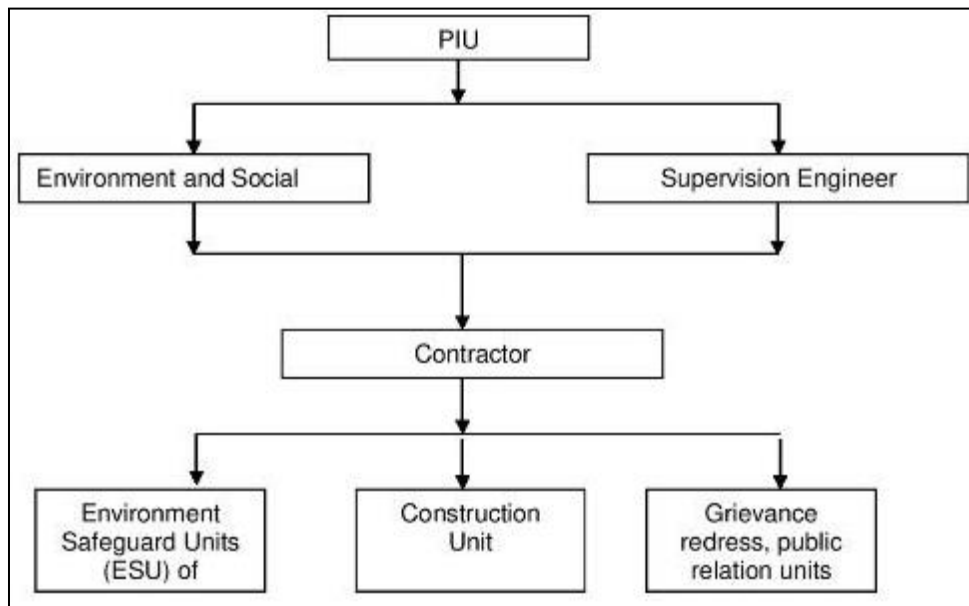 PIU
Environment and Social
Supervision Engineer
Contractor
Environment
Safeguard Units
(ESU) of
Construction
Unit
Grievance
redress, public
relation units